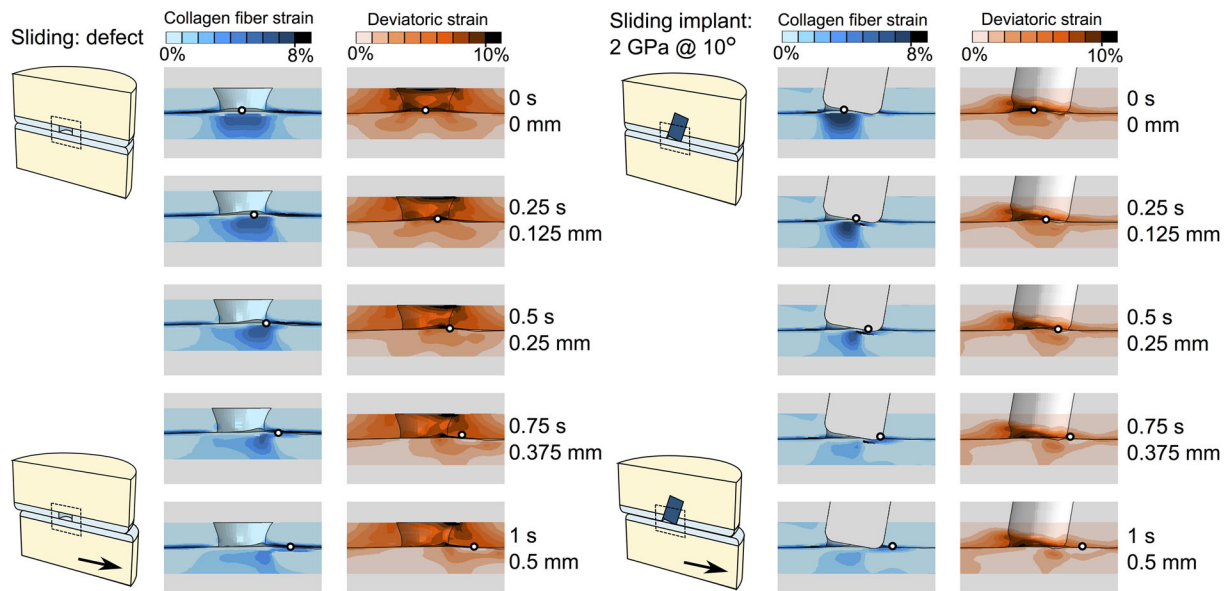 Sliding: defect
Collagen fiber strain
0% 8%
Deviatoric strain
0% 10%
0 s
0 mm
0.25 s
0.125 mm
0.5 s
0.25 mm
0.75 s
0.375 mm
1 s
0.5 mm
Sliding implant:
2 GPa @ 10°
Collagen fiber strain
0% 8%
Deviatoric strain
0% 10%
0 s
0 mm
0.25 s
0.125 mm
0.5 s
0.25 mm
0.75 s
0.375 mm
1 s
0.5 mm